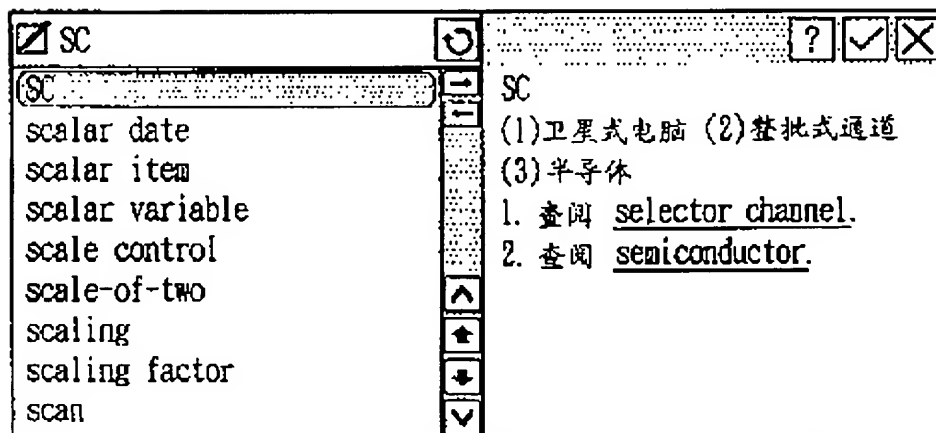 SC
SC
scalar date
scalar item
scalar variable
scale control
scale-of-two
scaling
scaling factor
scan
?
SC
(1)卫星式电脑 (2)整批式通道
(3)半导体
1. 查阅 selector channel.
2. 查阅 semiconductor.